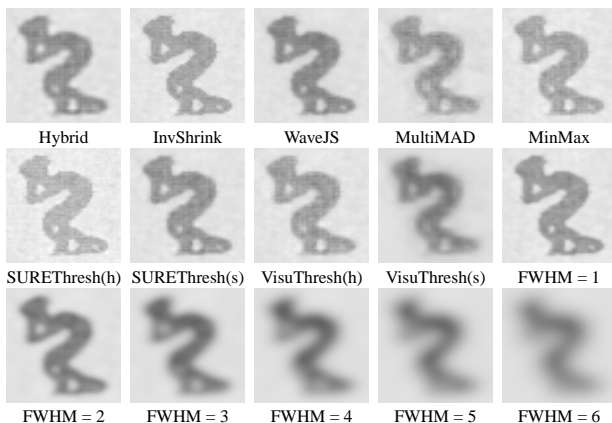 Hybrid InvShrink WaveJS MultiMAD MinMax
SUREThresh(h) SUREThresh(s) VisuThresh(h) VisuThresh(s) FWHM = 1
FWHM = 2 FWHM = 3 FWHM = 4 FWHM = 5 FWHM = 6